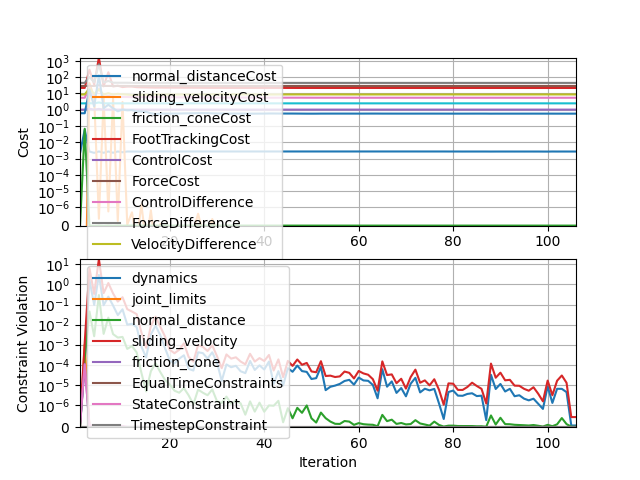 10³
10²
10¹
10⁰
10⁻¹
10⁻²
10⁻³
10⁻⁴
10⁻⁵
10⁻⁶
0
Cost
normal_distanceCost
sliding_velocityCost
friction_coneCost
FootTrackingCost
ControlCost
ForceCost
ControlDifference
ForceDifference
VelocityDifference
20 40 60 80 100
10¹
10⁰
10⁻¹
10⁻²
10⁻³
10⁻⁴
10⁻⁵
10⁻⁶
0
Constraint Violation
dynamics
joint_limits
normal_distance
sliding_velocity
friction_cone
EqualTimeConstraints
StateConstraint
TimestepConstraint
20 40 60 80 100
Iteration